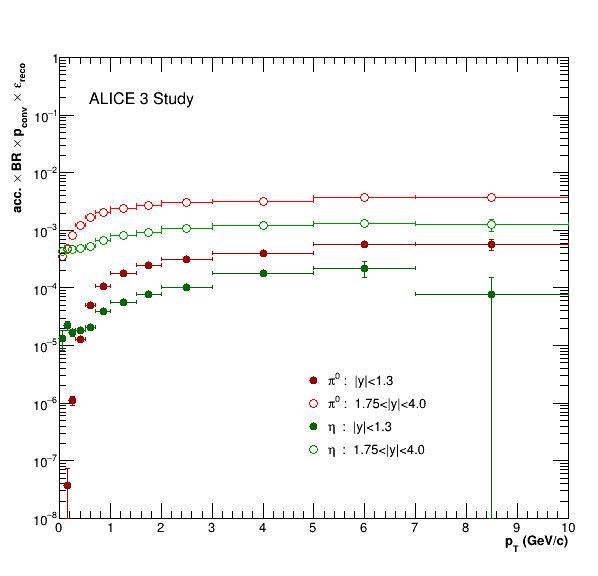 acc. × BR × p_conv × ε_reco
ALICE 3 Study
1
10⁻¹
10⁻²
10⁻³
10⁻⁴
10⁻⁵
10⁻⁶
10⁻⁷
10⁻⁸
π⁰ : |y|<1.3
π⁰ : 1.75<|y|<4.0
η : |y|<1.3
η : 1.75<|y|<4.0
0 1 2 3 4 5 6 7 8 9 10
p_T (GeV/c)